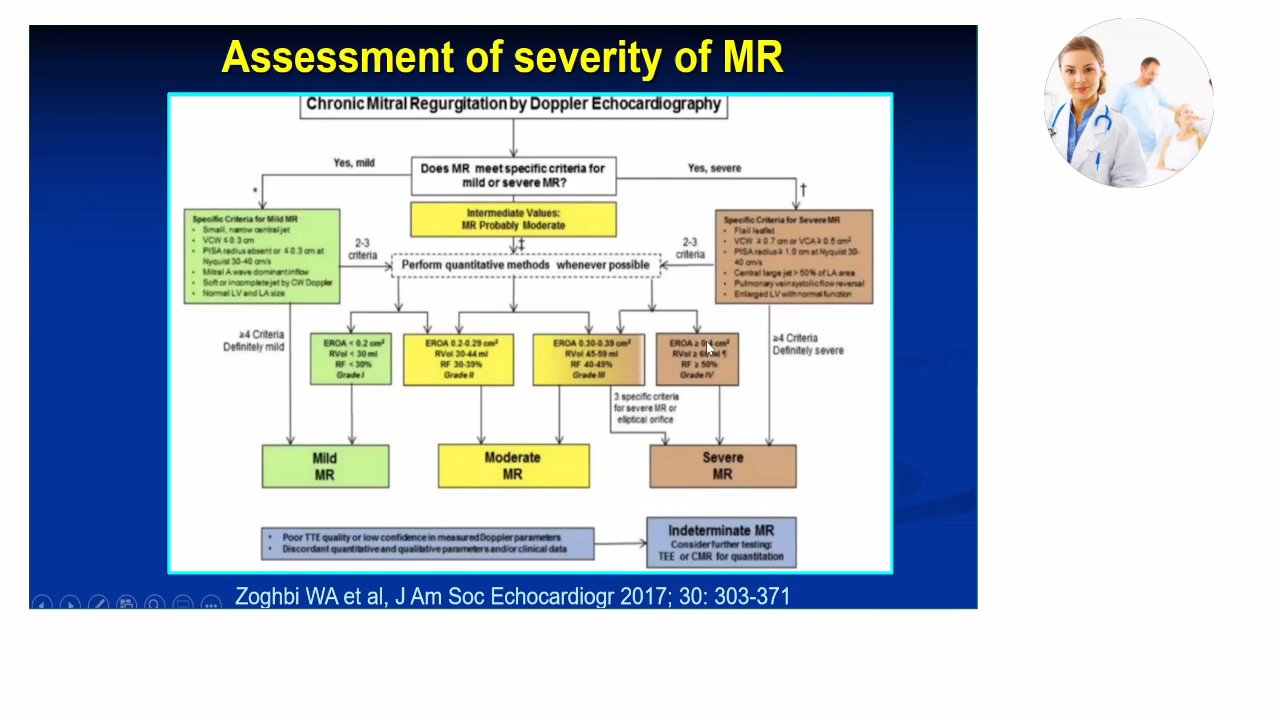 Assessment of severity of MR
Chronic Mitral Regurgitation by Doppler Echocardiography
Yes, mild
Does MR meet specific criteria for
mild or severe MR?
Yes, severe
*
†
Specific Criteria for Mild MR
• Small, narrow central jet
• VCW ≤ 0.3 cm
• PISA radius absent or ≤ 0.3 cm at
Nyquist 30-40 cm/s
• Mitral A wave dominant inflow
• Soft or incomplete jet by CW Doppler
• Normal LV and LA size
Intermediate Values:
MR Probably Moderate
‡
Specific Criteria for Severe MR
• Flail leaflet
• VCW ≥ 0.7 cm or VCA ≥ 0.5 cm²
• PISA radius ≥ 1.0 cm at Nyquist 30-
40 cm/s
• Central large jet > 50% of LA area
• Pulmonary vein systolic flow reversal
• Enlarged LV with normal function
2-3
criteria
Perform quantitative methods whenever possible
2-3
criteria
≥4 Criteria
Definitely mild
EROA < 0.2 cm²
RVol < 30 ml
RF < 30%
Grade I
EROA 0.2-0.29 cm²
RVol 30-44 ml
RF 30-39%
Grade II
EROA 0.30-0.39 cm²
RVol 45-59 ml
RF 40-49%
Grade III
EROA ≥ cm²
RVol ≥ ml ¶
RF ≥ 50%
Grade IV
≥4 Criteria
Definitely severe
3 specific criteria
for severe MR or
elliptical orifice
Mild
MR
Moderate
MR
Severe
MR
• Poor TTE quality or low confidence in measured Doppler parameters
• Discordant quantitative and qualitative parameters and/or clinical data
Indeterminate MR
Consider further testing:
TEE or CMR for quantitation
Zoghbi WA et al, J Am Soc Echocardiogr 2017; 30: 303-371